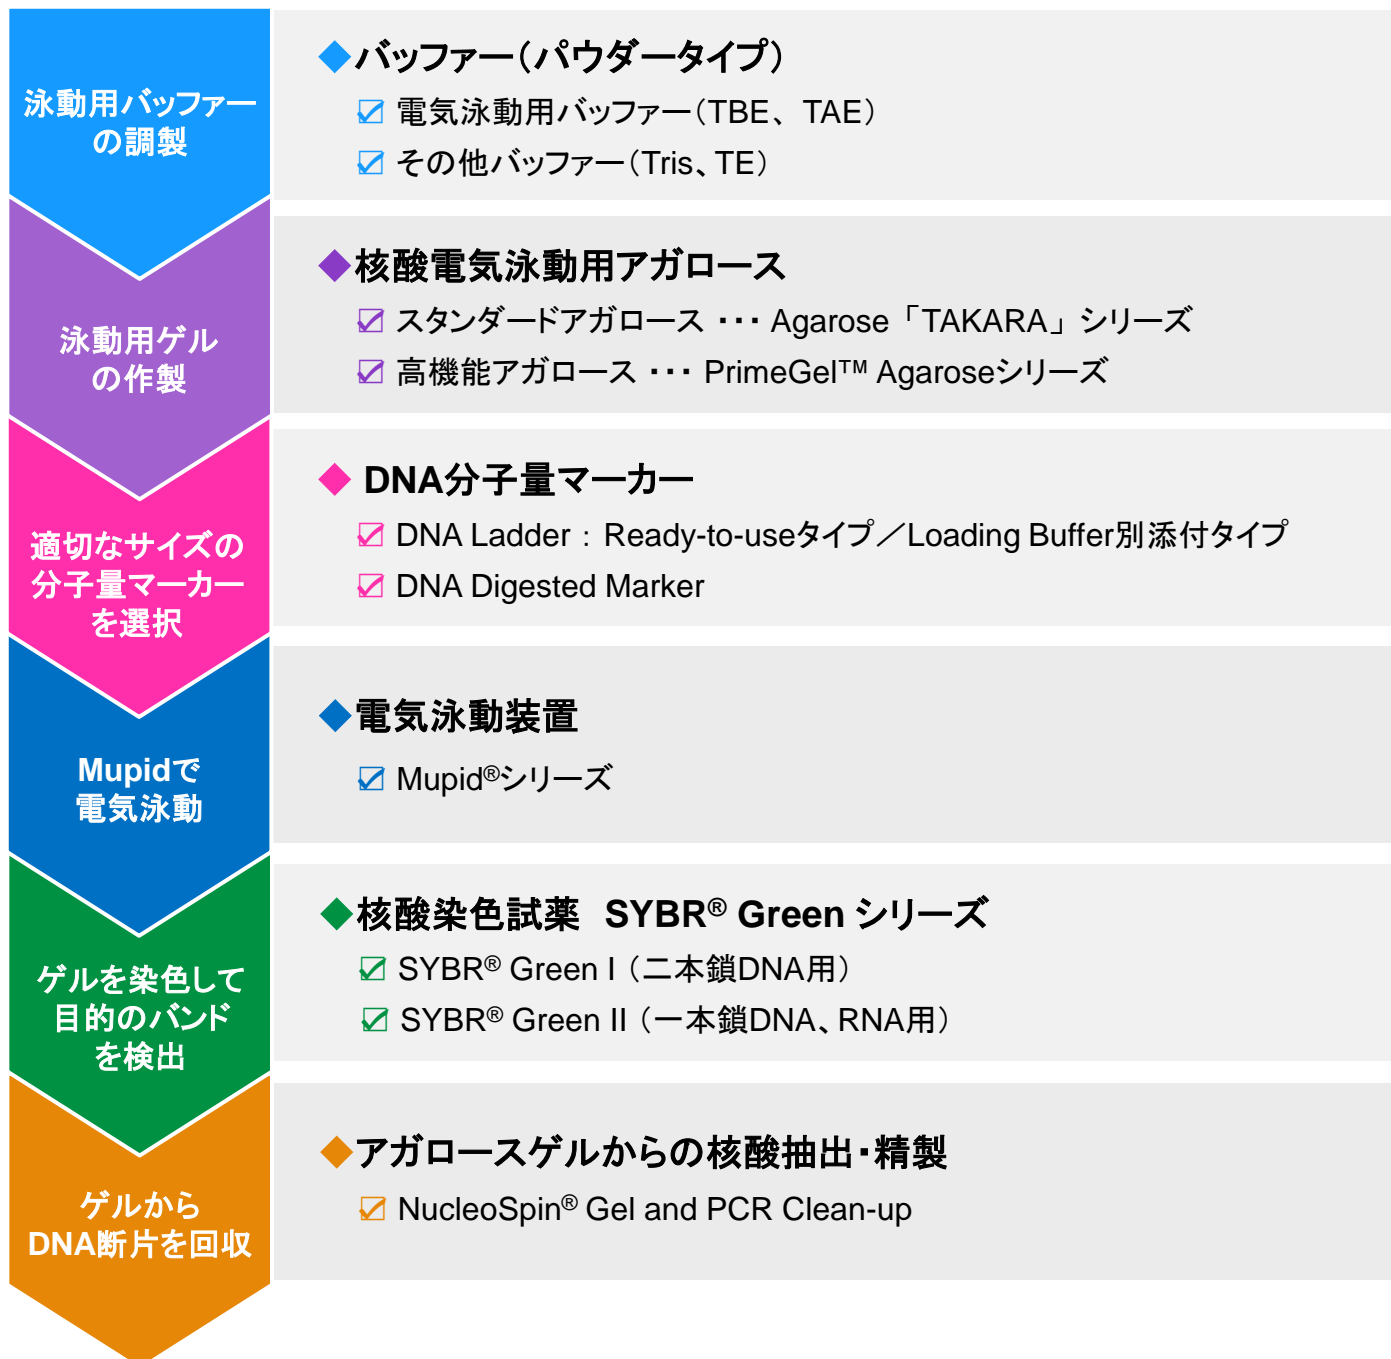 泳動用バッファー
の調製
◆バッファー（パウダータイプ）
☑ 電気泳動用バッファー（TBE、TAE）
☑ その他バッファー（Tris、TE）
泳動用ゲル
の作製
◆核酸電気泳動用アガロース
☑ スタンダードアガロース ・・・ Agarose「TAKARA」シリーズ
☑ 高機能アガロース ・・・ PrimeGel™ Agaroseシリーズ
適切なサイズの
分子量マーカー
を選択
◆ DNA分子量マーカー
☑ DNA Ladder： Ready-to-useタイプ／Loading Buffer別添付タイプ
☑ DNA Digested Marker
Mupidで
電気泳動
◆電気泳動装置
☑ Mupid®シリーズ
ゲルを染色して
目的のバンド
を検出
◆核酸染色試薬　SYBR® Green シリーズ
☑ SYBR® Green I（二本鎖DNA用）
☑ SYBR® Green II（一本鎖DNA、RNA用）
ゲルから
DNA断片を回収
◆アガロースゲルからの核酸抽出・精製
☑ NucleoSpin® Gel and PCR Clean-up